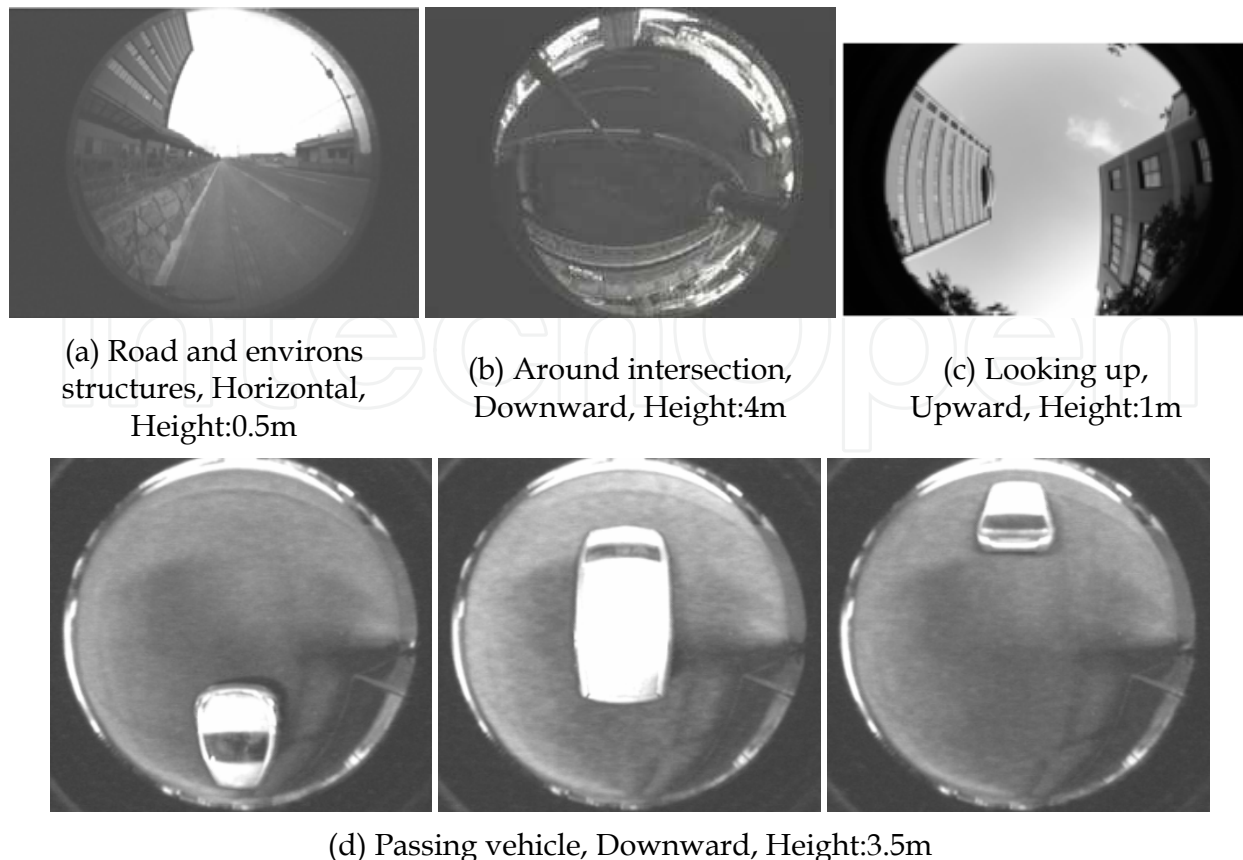 (a) Road and environs
structures, Horizontal,
Height:0.5m
(b) Around intersection,
Downward, Height:4m
(c) Looking up,
Upward, Height:1m
intechopen
(d) Passing vehicle, Downward, Height:3.5m